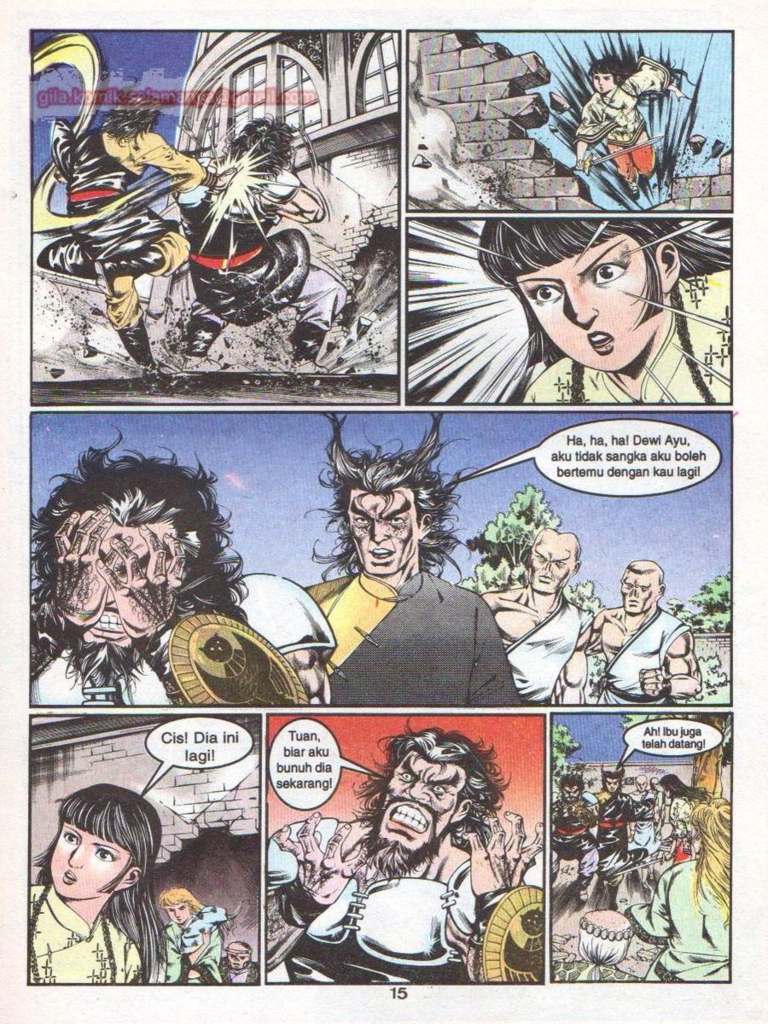 Ha, ha, ha! Dewi Ayu,
aku tidak sangka aku boleh
bertemu dengan kau lagi!
Cis! Dia ini
lagi!
Tuan,
biar aku
bunuh dia
sekarang!
Ah! Ibu juga
telah datang!
15